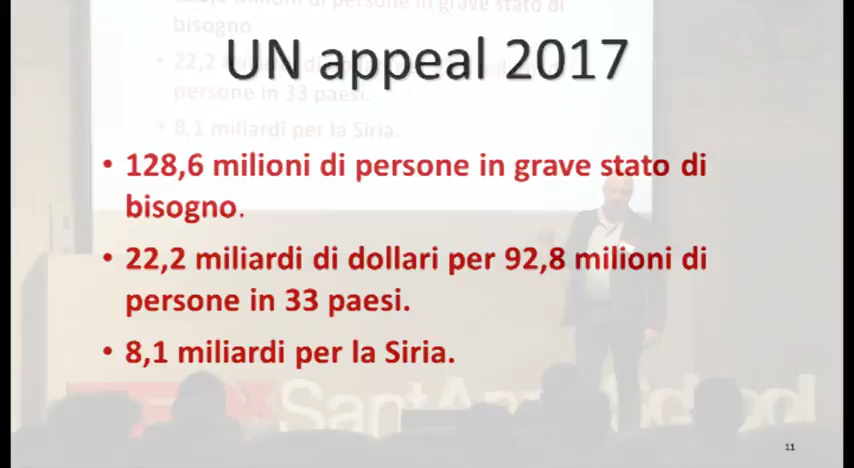 milioni di persone in grave stato di
bisogno
UN appeal 2017
22,2
persone in 33 paesi.
• 8,1 miliardi per la Siria.
• 128,6 milioni di persone in grave stato di
bisogno.
• 22,2 miliardi di dollari per 92,8 milioni di
persone in 33 paesi.
• 8,1 miliardi per la Siria.
11